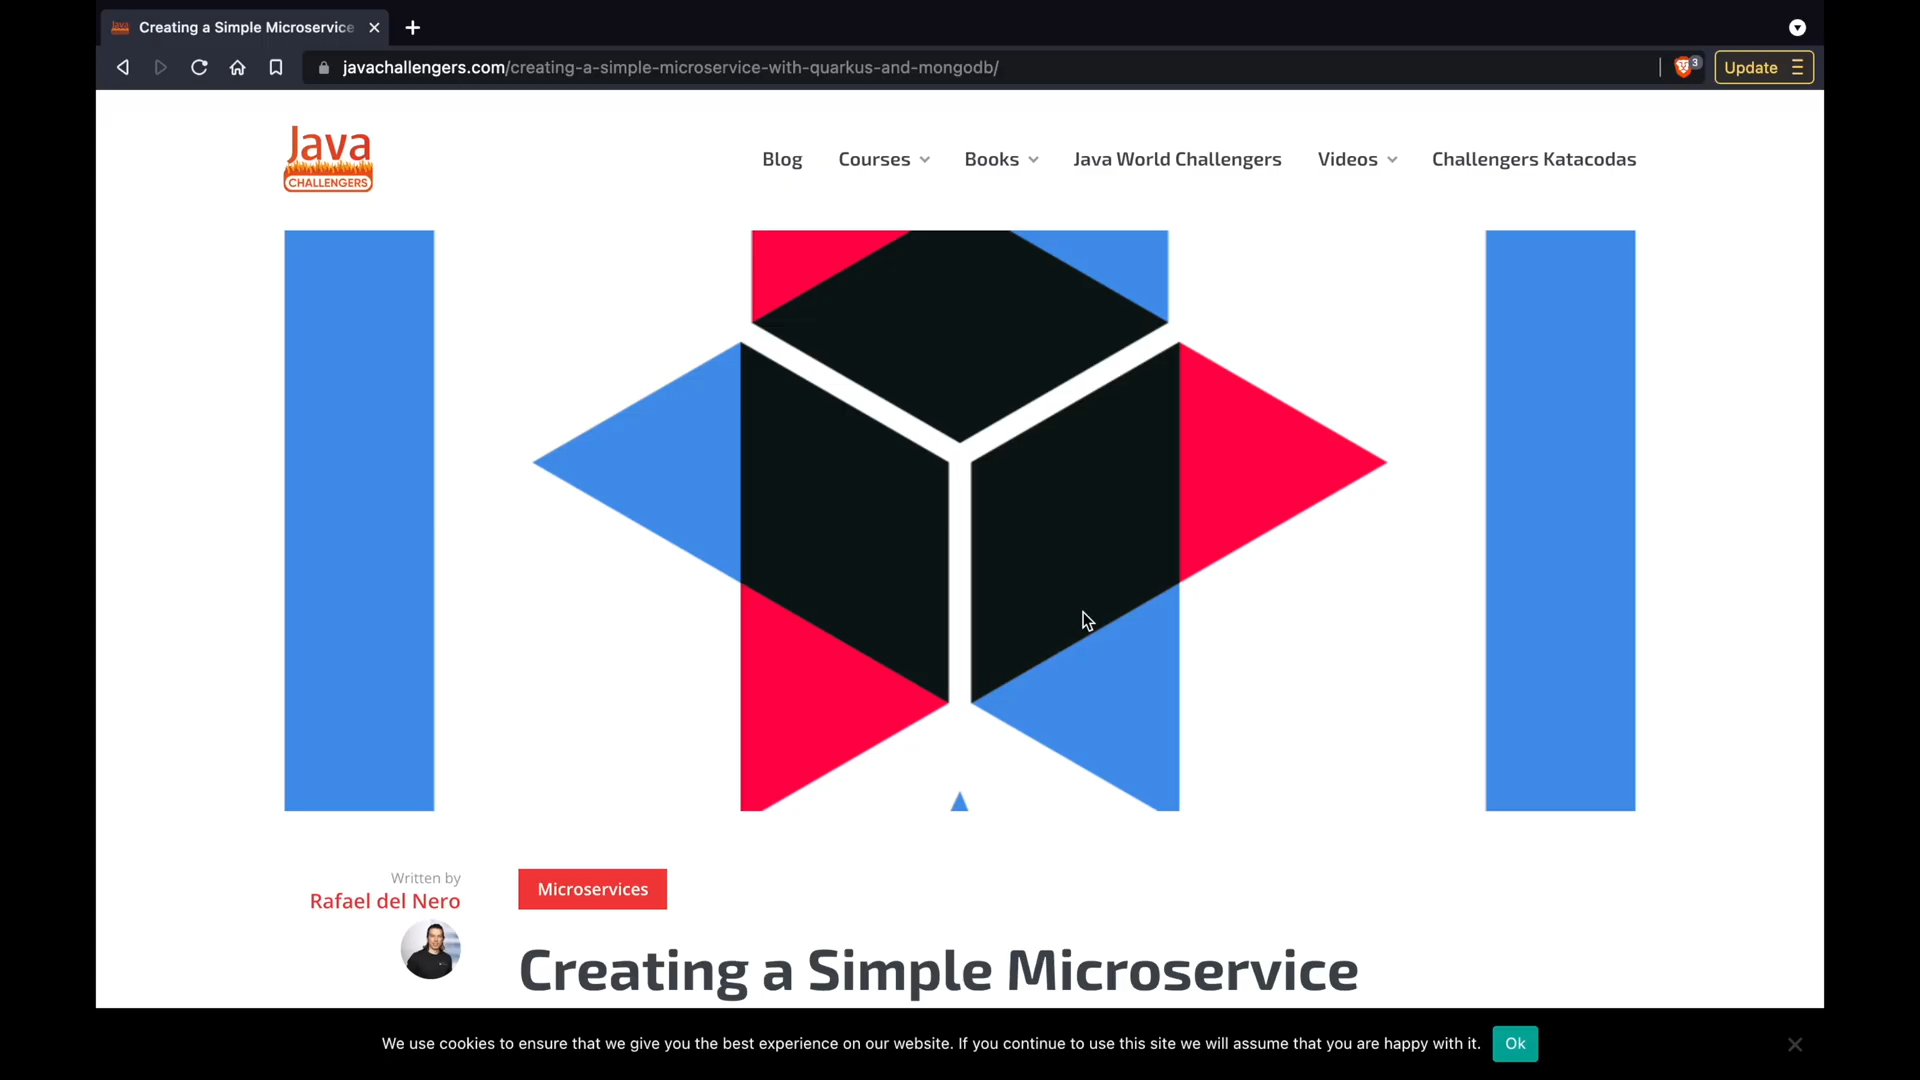 Creating a Simple Microservice
javachallengers.com/creating-a-simple-microservice-with-quarkus-and-mongodb/
3
Update
Java
CHALLENGERS
Blog
Courses
Books
Java World Challengers
Videos
Challengers Katacodas
Written by
Rafael del Nero
Microservices
Creating a Simple Microservice
We use cookies to ensure that we give you the best experience on our website. If you continue to use this site we will assume that you are happy with it.
Ok